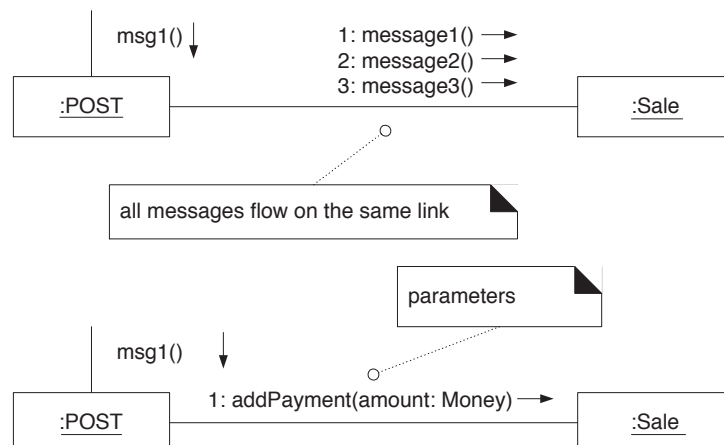 msg1()
1: message1()
2: message2()
3: message3()
:POST
:Sale
all messages flow on the same link
parameters
msg1()
1: addPayment(amount: Money)
:POST
:Sale